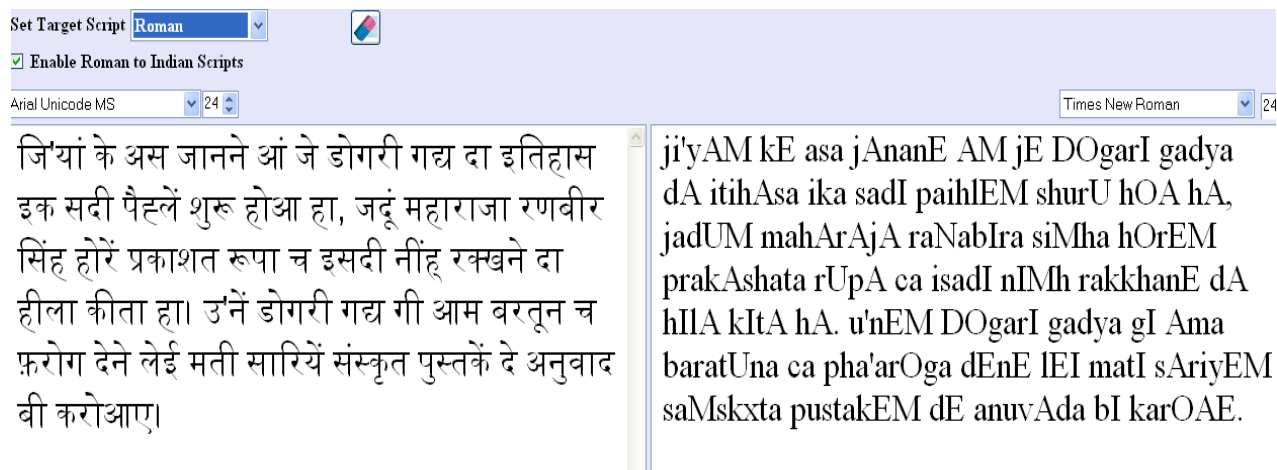 Set Target Script Roman
Enable Roman to Indian Scripts
Arial Unicode MS 24
Times New Roman 24
जि'यां के अस जानने आं जे डोगरी गद्य दा इतिहास
इक सदी पैह्लें शुरू होआ हा, जदूं महाराजा रणबीर
सिंह होरें प्रकाशत रूपा च इसदी नींह् रक्खने दा
हीला कीता हा। उ'नें डोगरी गद्य गी आम बरतून च
फ़रोग देने लेई मती सारियें संस्कृत पुस्तकें दे अनुवाद
बी करोआए।
ji'yAM kE asa jAnanE AM jE DOgarI gadya
dA itihAsa ika sadI paihlEM shurU hOA hA,
jadUM mahArAjA raNabIra siMha hOrEM
prakAshata rUpA ca isadI nIMh rakkhanE dA
hIlA kItA hA. u'nEM DOgarI gadya gI Ama
baratUna ca pha'arOga dEnE lEI matI sAriyEM
saMskxta pustakEM dE anuvAda bI karOAE.